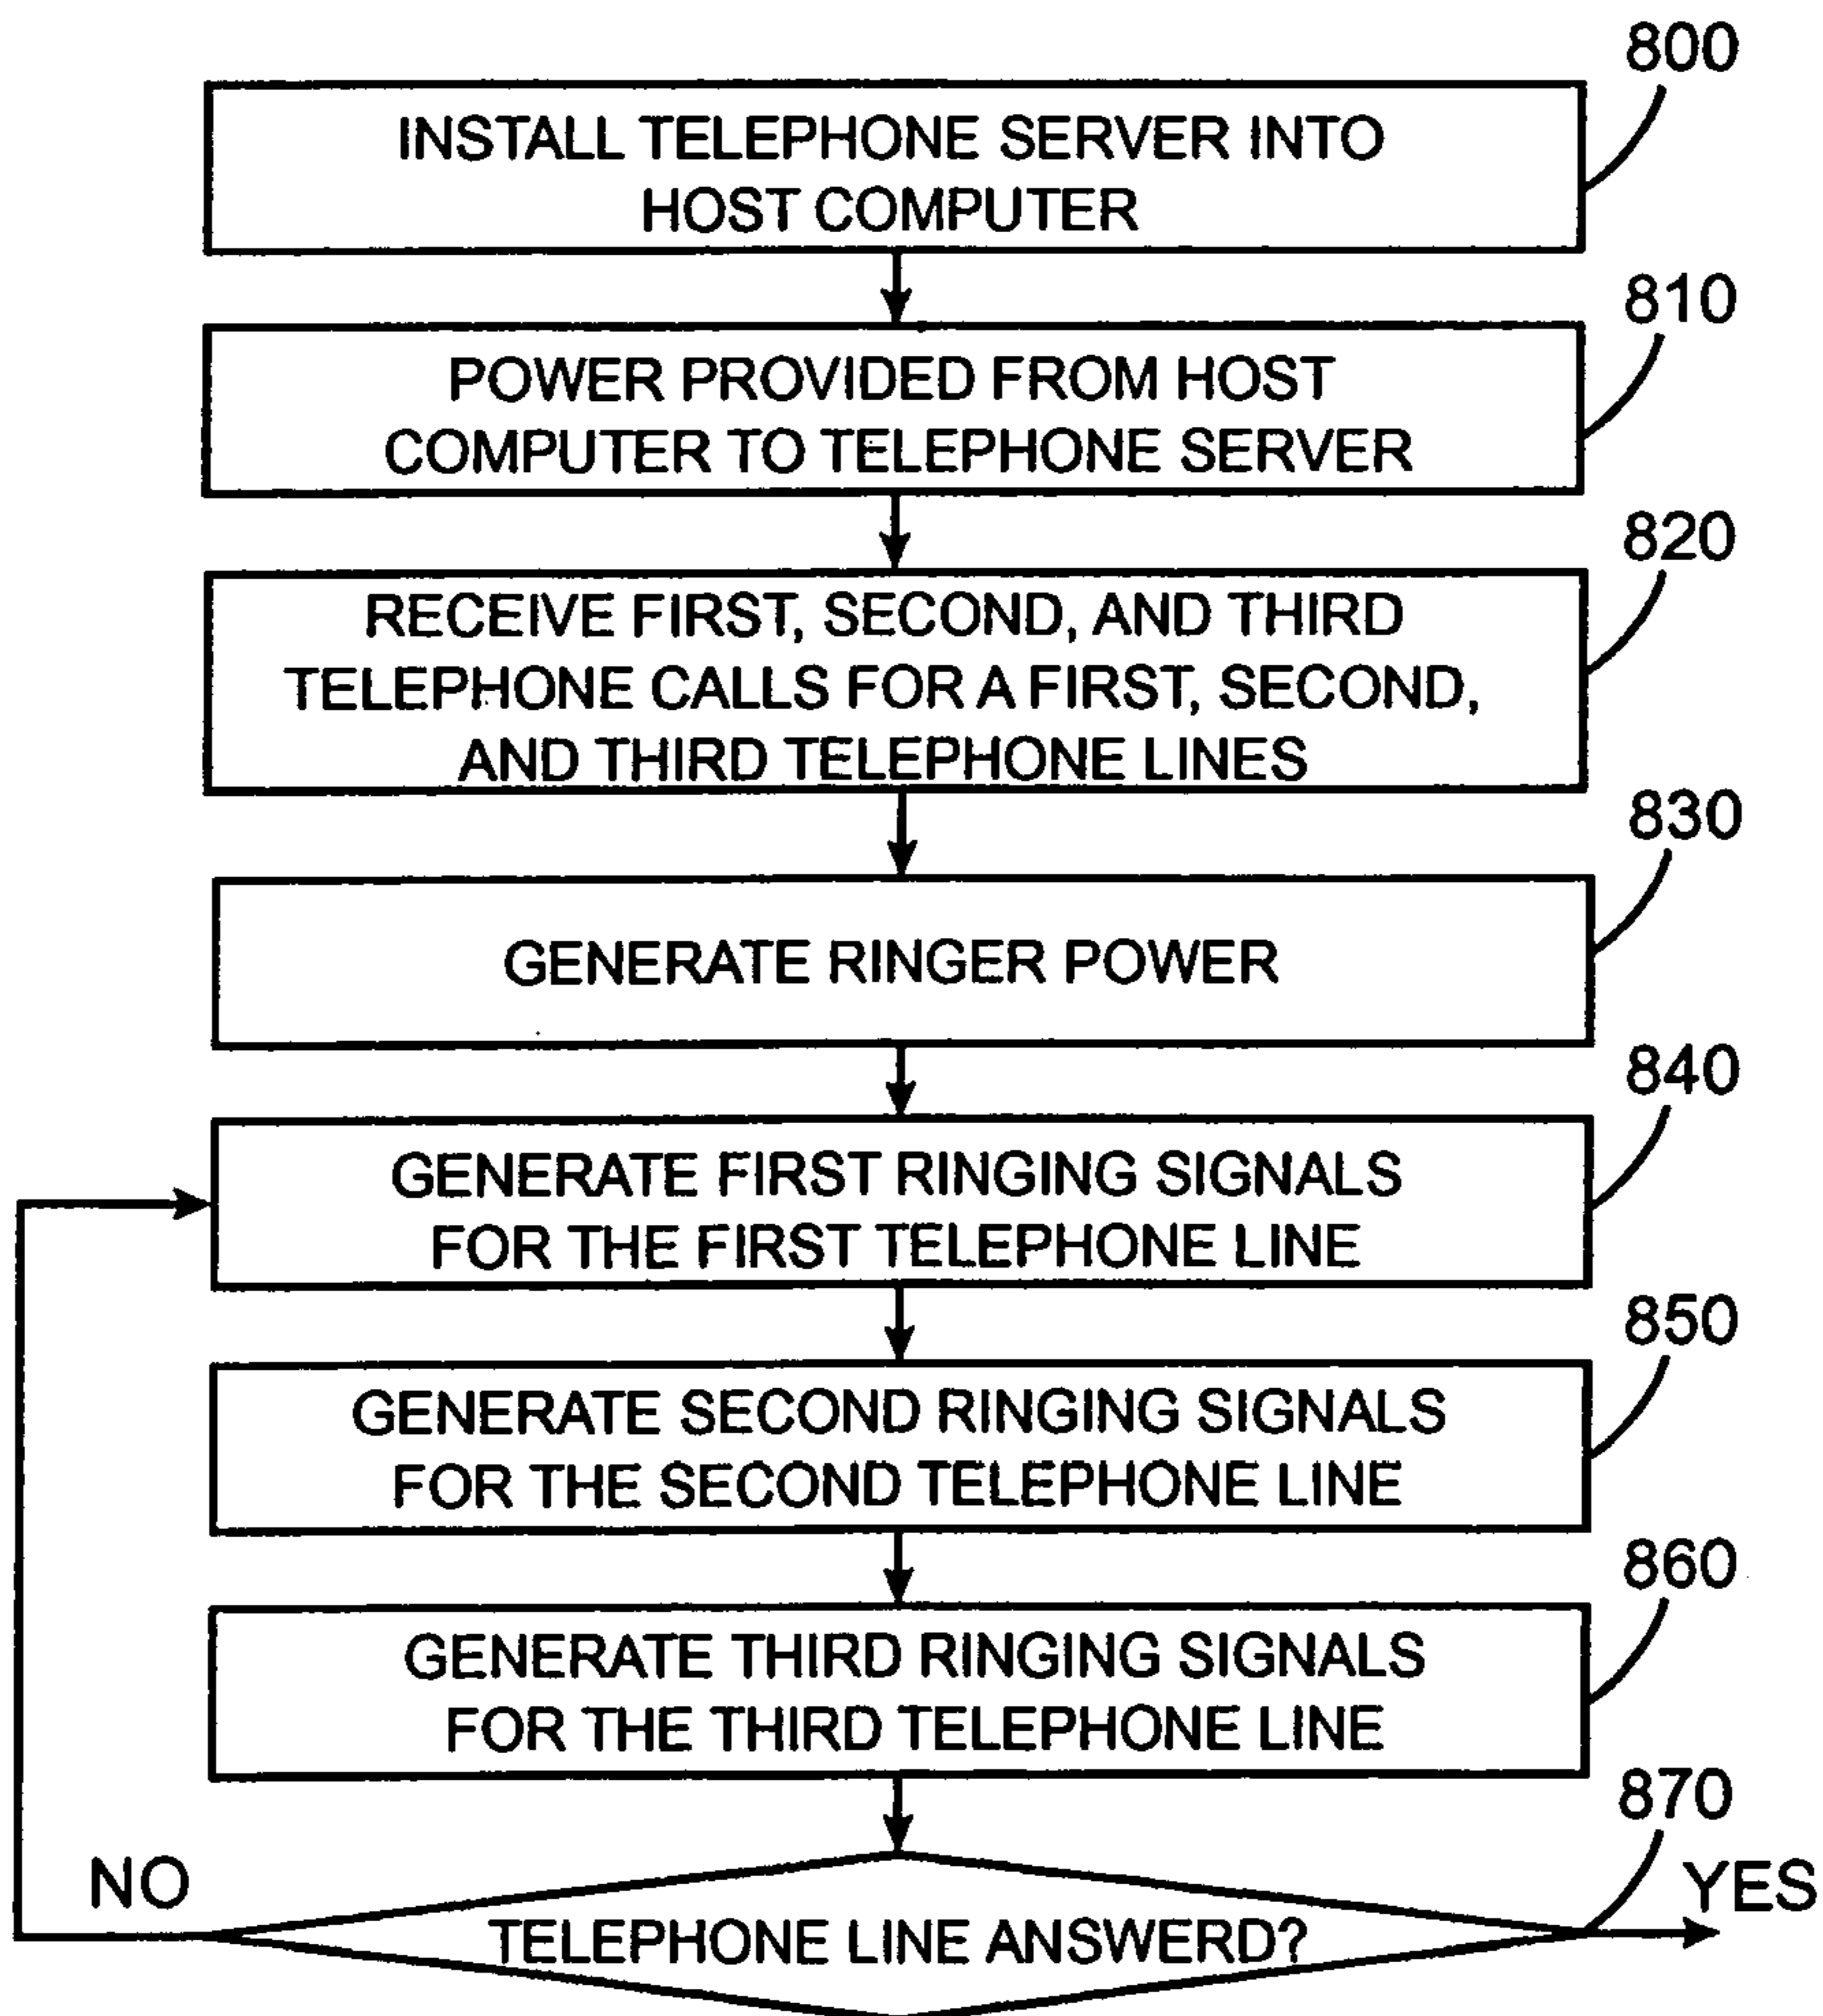 800
INSTALL TELEPHONE SERVER INTO
HOST COMPUTER
810
POWER PROVIDED FROM HOST
COMPUTER TO TELEPHONE SERVER
820
RECEIVE FIRST, SECOND, AND THIRD
TELEPHONE CALLS FOR A FIRST, SECOND,
AND THIRD TELEPHONE LINES
830
GENERATE RINGER POWER
840
GENERATE FIRST RINGING SIGNALS
FOR THE FIRST TELEPHONE LINE
850
GENERATE SECOND RINGING SIGNALS
FOR THE SECOND TELEPHONE LINE
860
GENERATE THIRD RINGING SIGNALS
FOR THE THIRD TELEPHONE LINE
870
NO
YES
TELEPHONE LINE ANSWERD?